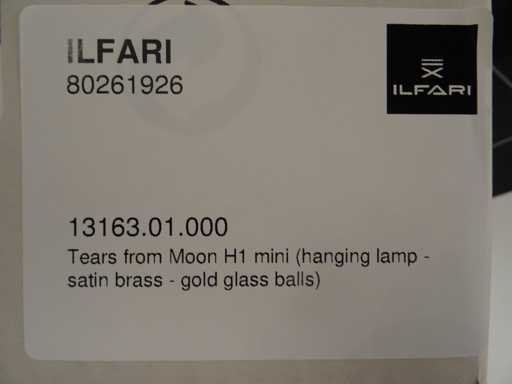 ILFARI
80261926
ILFARI
13163.01.000
Tears from Moon H1 mini (hanging lamp -
satin brass - gold glass balls)